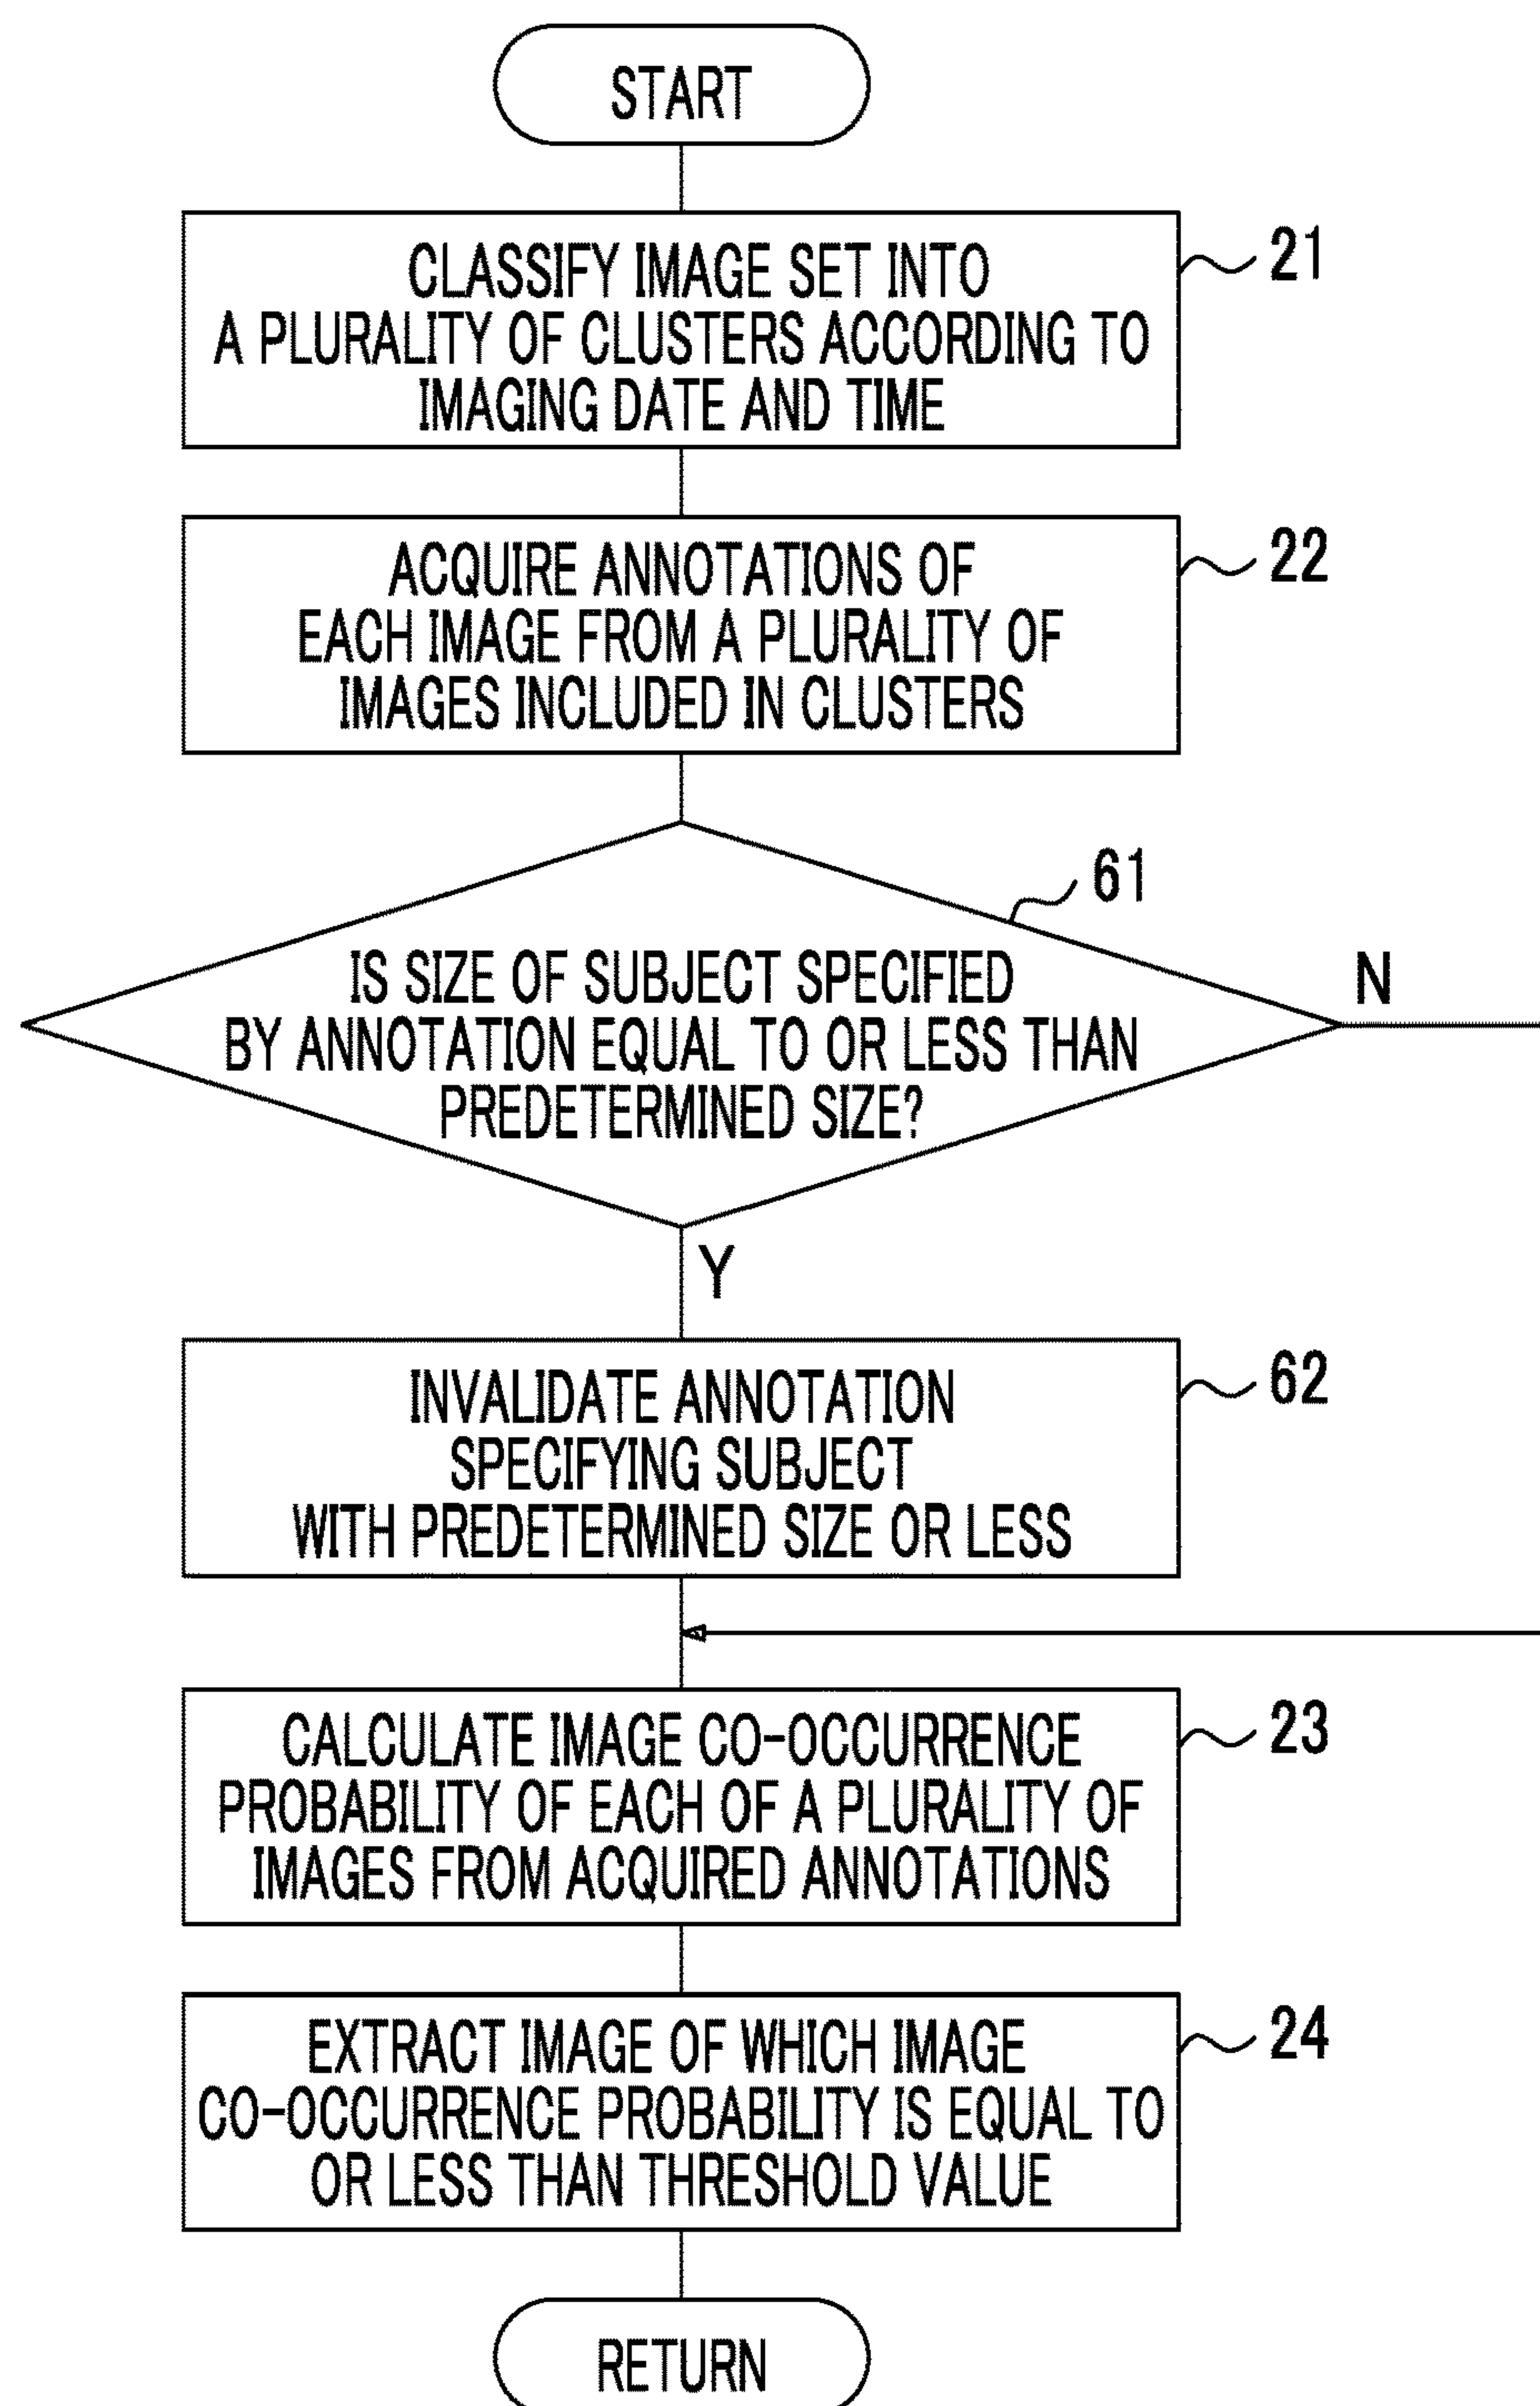 START
CLASSIFY IMAGE SET INTO
A PLURALITY OF CLUSTERS ACCORDING TO
IMAGING DATE AND TIME
21
ACQUIRE ANNOTATIONS OF
EACH IMAGE FROM A PLURALITY OF
IMAGES INCLUDED IN CLUSTERS
22
61
IS SIZE OF SUBJECT SPECIFIED
BY ANNOTATION EQUAL TO OR LESS THAN
PREDETERMINED SIZE?
N
Y
INVALIDATE ANNOTATION
SPECIFYING SUBJECT
WITH PREDETERMINED SIZE OR LESS
62
CALCULATE IMAGE CO-OCCURRENCE
PROBABILITY OF EACH OF A PLURALITY OF
IMAGES FROM ACQUIRED ANNOTATIONS
23
EXTRACT IMAGE OF WHICH IMAGE
CO-OCCURRENCE PROBABILITY IS EQUAL TO
OR LESS THAN THRESHOLD VALUE
24
RETURN